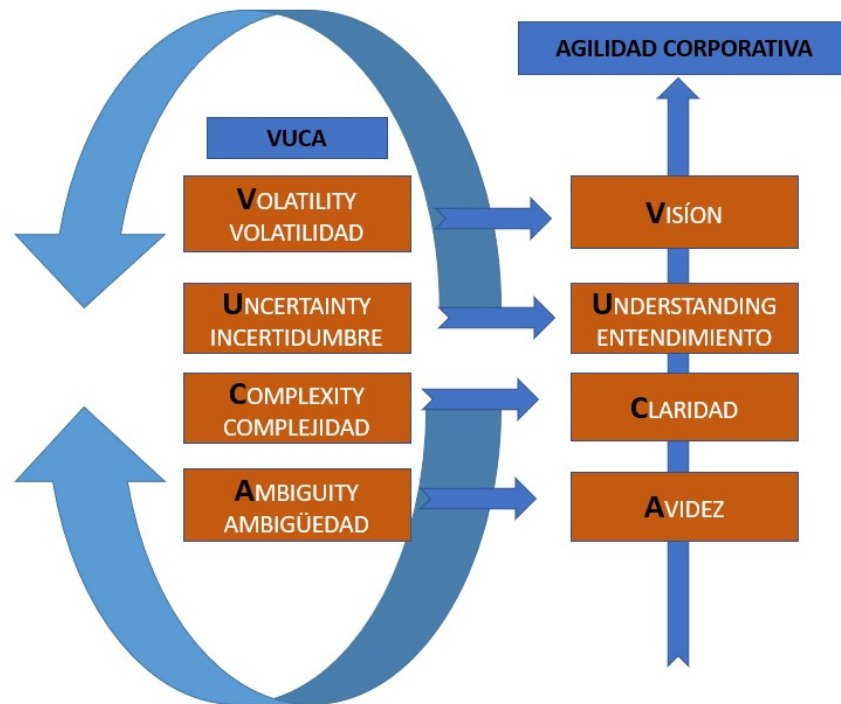 AGILIDAD CORPORATIVA
VUCA
VOLATILITY
VOLATILIDAD
UNCERTAINTY
INCERTIDUMBRE
COMPLEXITY
COMPLEJIDAD
AMBIGUITY
AMBIGÜEDAD
VISÍON
UNDERSTANDING
ENTENDIMIENTO
CLARIDAD
AVIDEZ